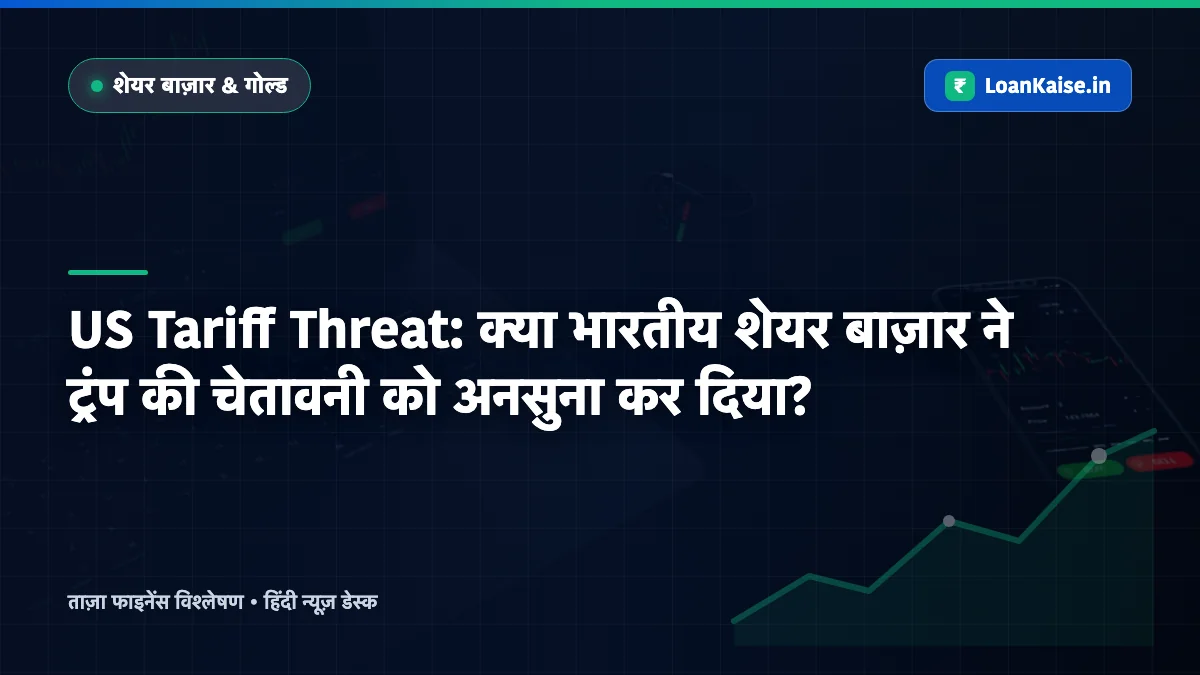 शेयर बाज़ार & गोल्ड
₹ LoanKaise.in
US Tariff Threat: क्या भारतीय शेयर बाज़ार ने
ट्रंप की चेतावनी को अनसुना कर दिया?
ताज़ा फाइनेंस विश्लेषण • हिंदी न्यूज़ डेस्क